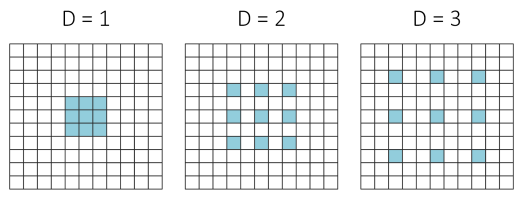 D = 1
D = 2
D = 3